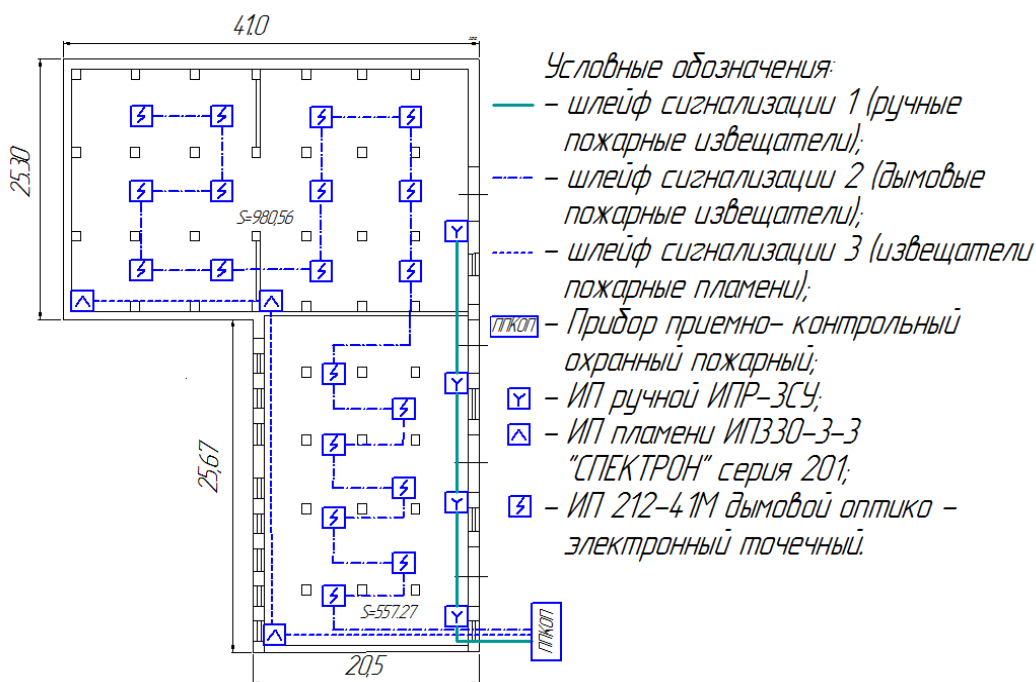 41.0
Условные обозначения:
– шлейф сигнализации 1 (ручные
пожарные извещатели);
– шлейф сигнализации 2 (дымовые
пожарные извещатели);
– шлейф сигнализации 3 (извещатели
пожарные пламени);
ППКОП – Прибор приемно- контрольный
охранный пожарный;
– ИП ручной ИПР-3СУ;
– ИП пламени ИП330-3-3
"СПЕКТРОН" серия 201;
– ИП 212-41М дымовой оптико –
электронный точечный.
25.30
S=980,56
25,67
S=557.27
ППКОП
20,5